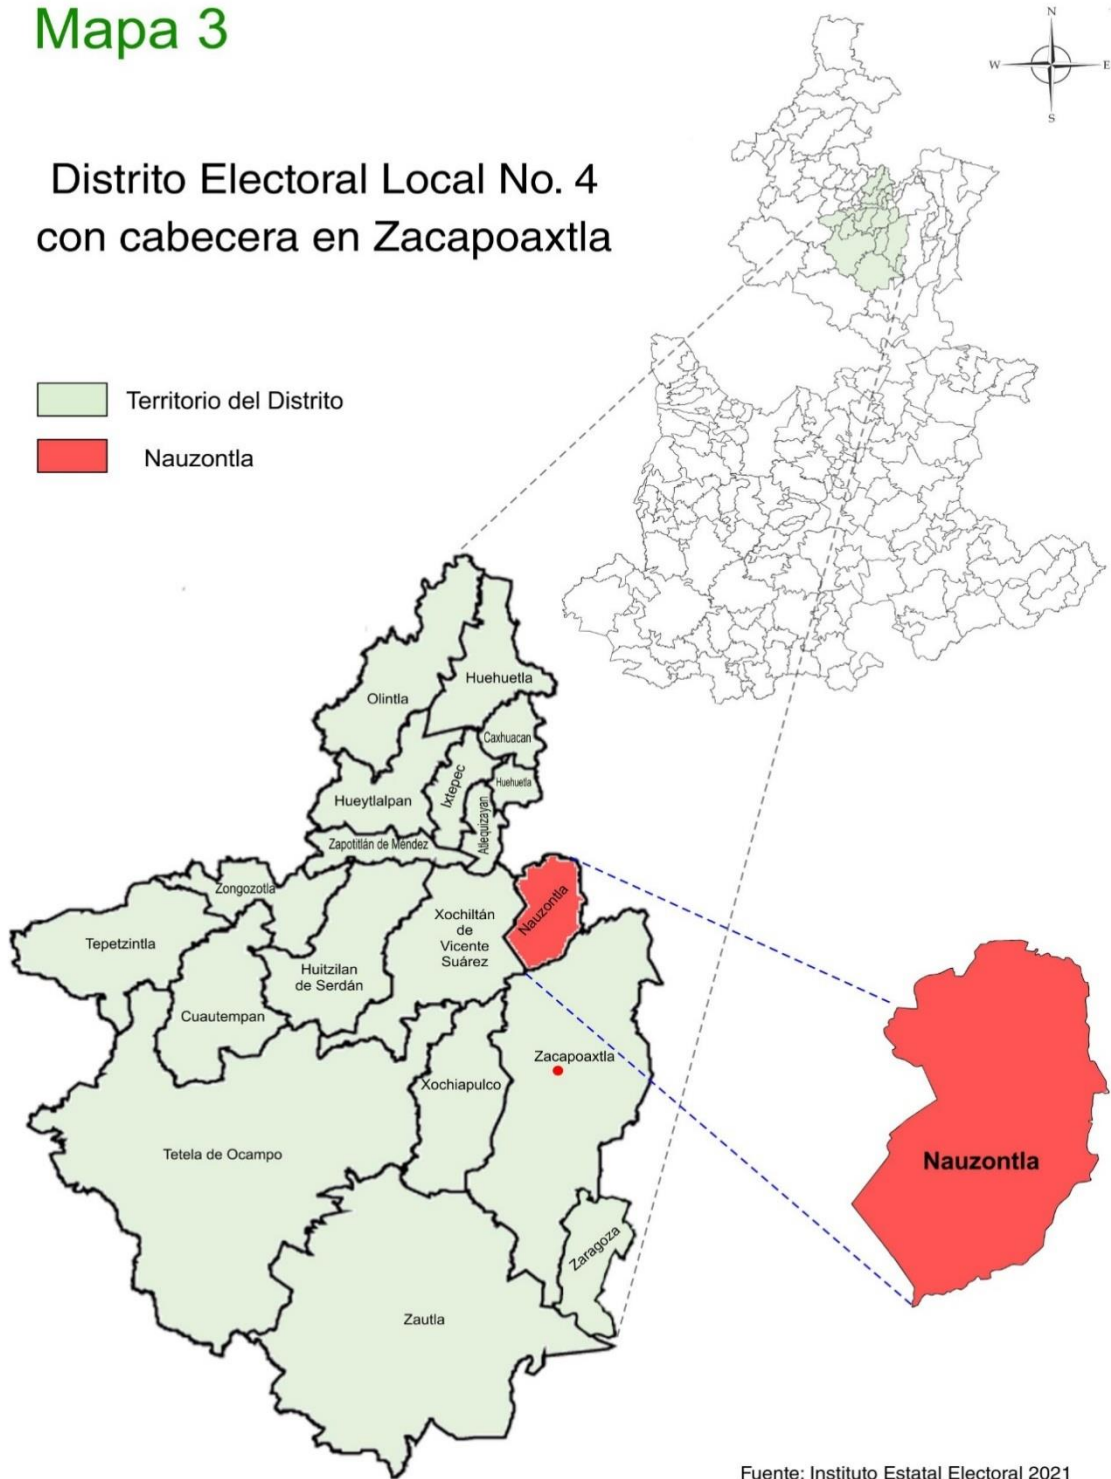 Mapa 3
N
W
E
S
Distrito Electoral Local No. 4
con cabecera en Zacapoaxtla
Territorio del Distrito
Nauzontla
Olintla
Huehuetla
Caxhuacan
Ixtepec
Huehuetla
Hueytlalpan
Atlequizayan
Zapotitlán de Méndez
Zongozotla
Nauzontla
Xochiltán
de
Vicente
Suárez
Tepetzintla
Huitzilan
de Serdán
Cuautempan
Zacapoaxtla
Xochiapulco
Tetela de Ocampo
Nauzontla
Zaragoza
Zautla
Fuente: Instituto Estatal Electoral 2021